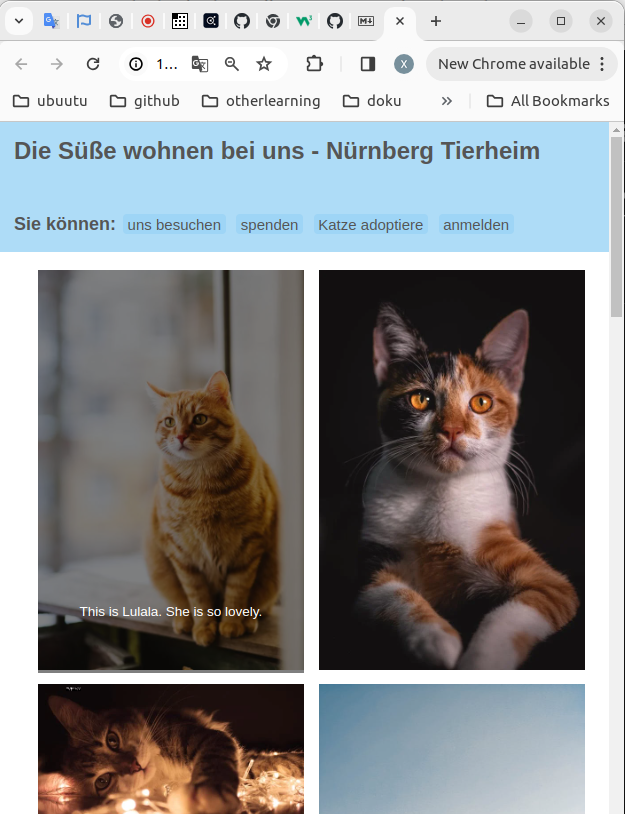 1...
New Chrome available
ubuutu
github
otherlearning
doku
»
All Bookmarks
Die Süße wohnen bei uns - Nürnberg Tierheim
Sie können: uns besuchen spenden Katze adoptiere anmelden
This is Lulala. She is so lovely.